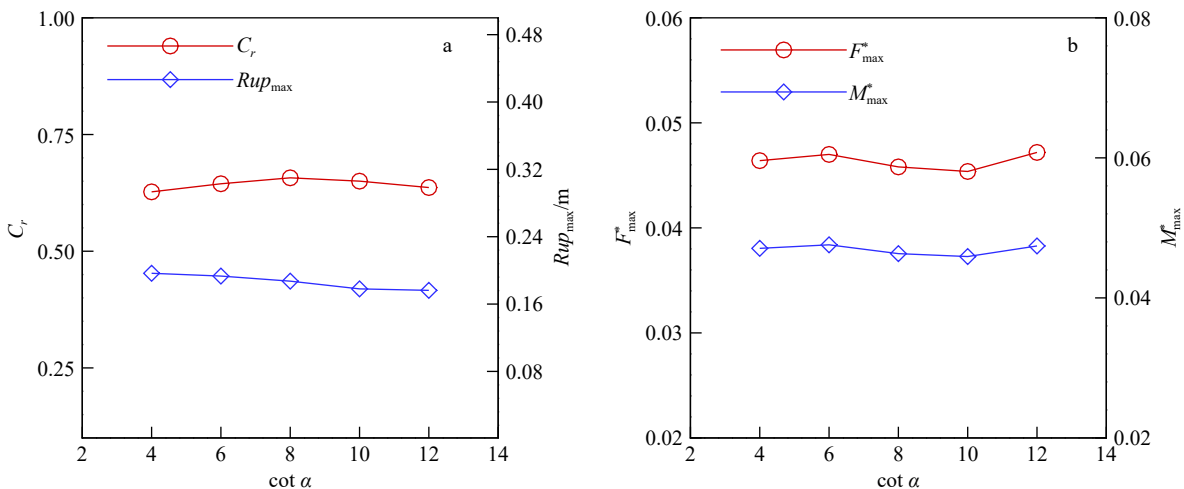 1.00
0.75
0.50
0.25
C_r
C_r
Rup_max
a
0.48
0.40
0.32
0.24
0.16
0.08
Rup_max/m
2 4 6 8 10 12 14
cot α
0.06
0.05
0.04
0.03
0.02
F*_max
F*_max
M*_max
b
0.08
0.06
0.04
0.02
M*_max
2 4 6 8 10 12 14
cot α